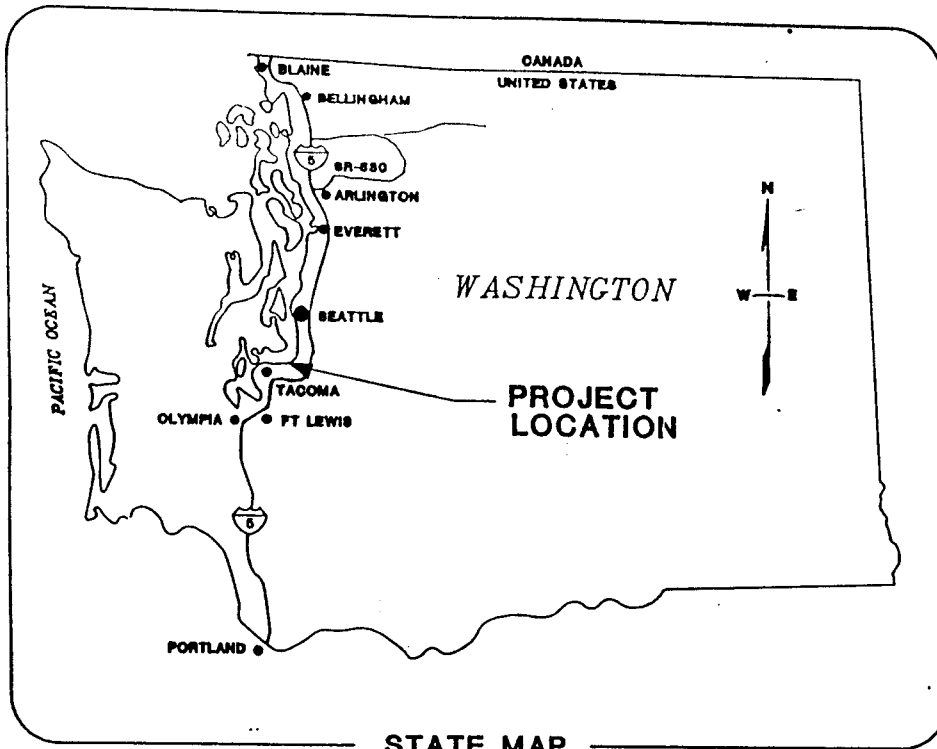 CANADA
BLAINE
UNITED STATES
BELLINGHAM
5
SR-530
ARLINGTON
N
EVERETT
WASHINGTON
W E
SEATTLE
PACIFIC OCEAN
TACOMA
PROJECT
LOCATION
OLYMPIA
FT LEWIS
5
PORTLAND
STATE MAP